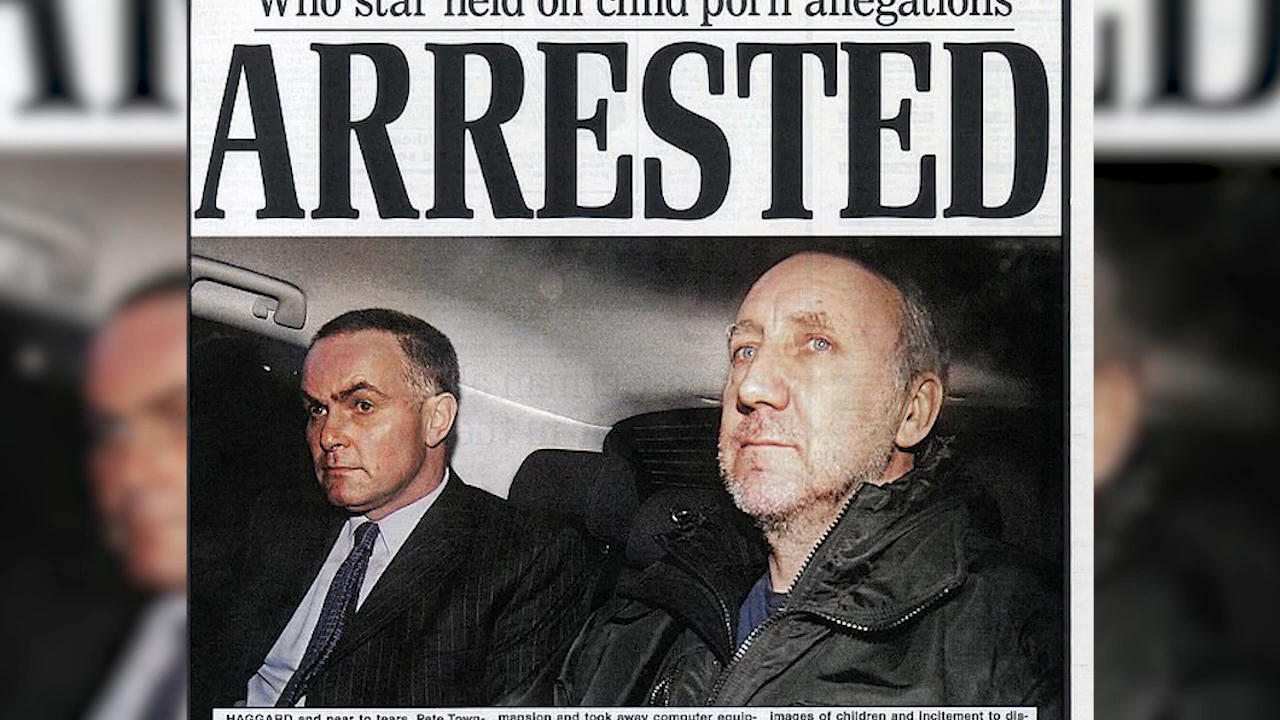 Who star held on child porn allegations
ARRESTED
HAGGARD and near to tears, Pete Town-
mansion and took away computer equip-
images of children and incitement to dis-